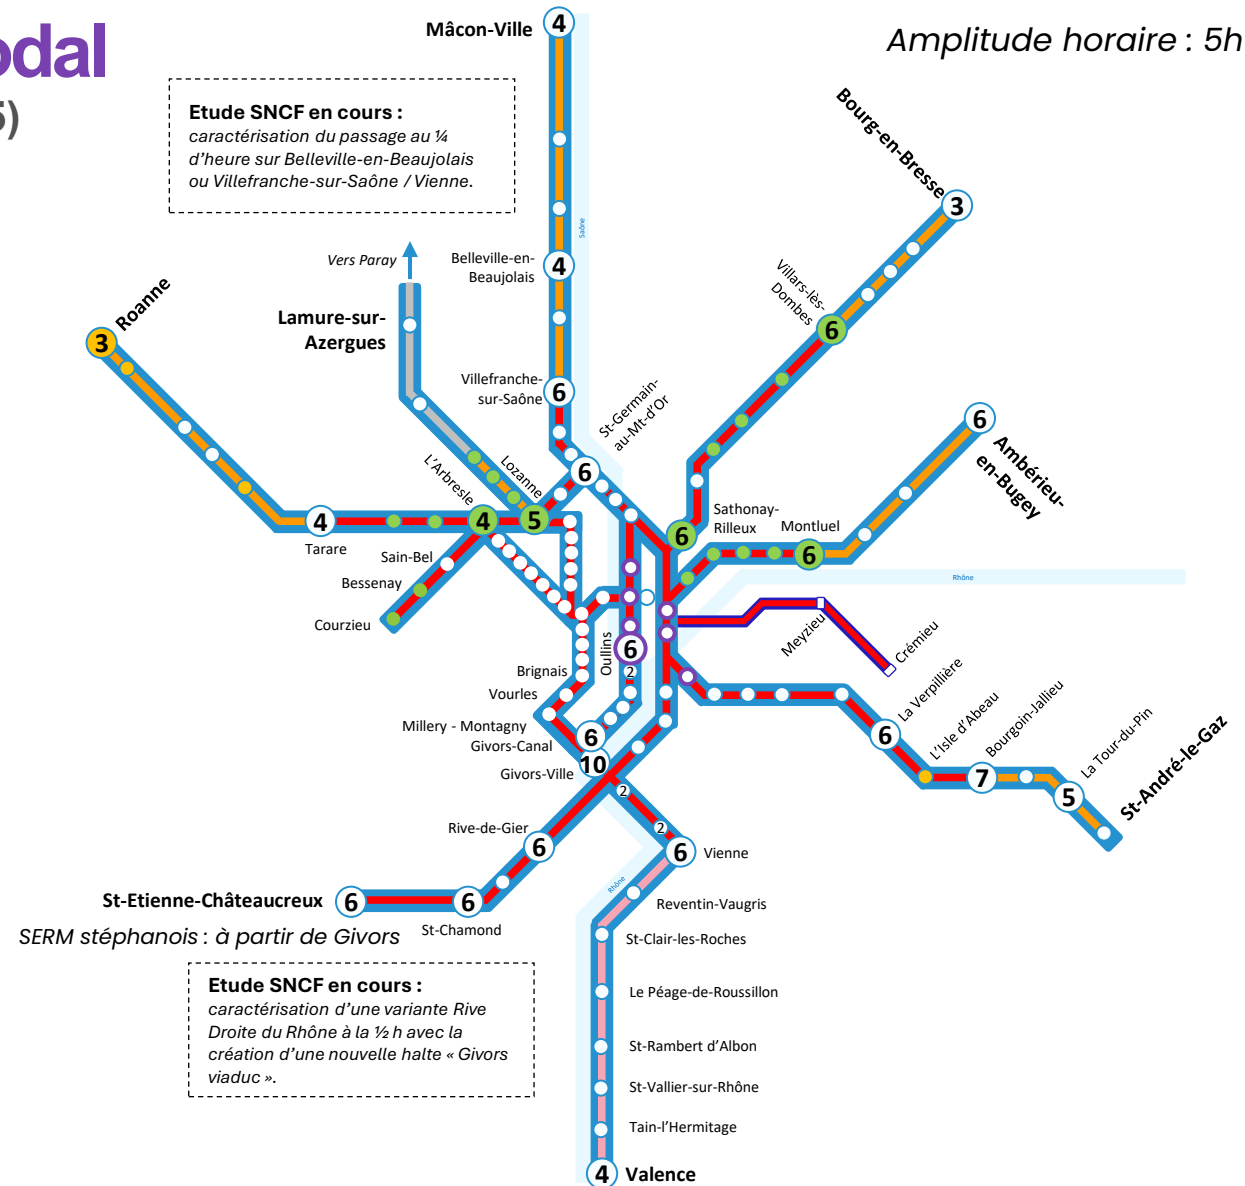 odal
5)
Amplitude horaire : 5h
Mâcon-Ville
4
Etude SNCF en cours :
caractérisation du passage au ¼
d'heure sur Belleville-en-Beaujolais
ou Villefranche-sur-Saône / Vienne.
Bourg-en-Bresse
3
Saône
Vers Paray
Belleville-en-
Beaujolais
4
Villars-lès-
Dombes
6
Roanne
3
Lamure-sur-
Azergues
Villefranche-
sur-Saône
6
St-Germain-
au-Mt-d'Or
6
6
Ambérieu-
en-Bugey
L'Arbresle
4
Lozanne
5
Sathonay-
Rilleux
6
Montluel
6
4
Tarare
Sain-Bel
Bessenay
Courzieu
Rhône
Meyzieu
Crémieu
Oullins
6
2
Brignais
Vourles
Millery - Montagny
Givors-Canal
6
Givors-Ville
10
La Verpillière
6
L'Isle d'Abeau
Bourgoin-Jallieu
7
La Tour-du-Pin
5
St-André-le-Gaz
2
2
Rive-de-Gier
6
6
Vienne
Rhône
St-Etienne-Châteaucreux
6
6
St-Chamond
SERM stéphanois : à partir de Givors
Reventin-Vaugris
St-Clair-les-Roches
Etude SNCF en cours :
caractérisation d'une variante Rive
Droite du Rhône à la ½ h avec la
création d'une nouvelle halte « Givors
viaduc ».
Le Péage-de-Roussillon
St-Rambert d'Albon
St-Vallier-sur-Rhône
Tain-l'Hermitage
4
Valence